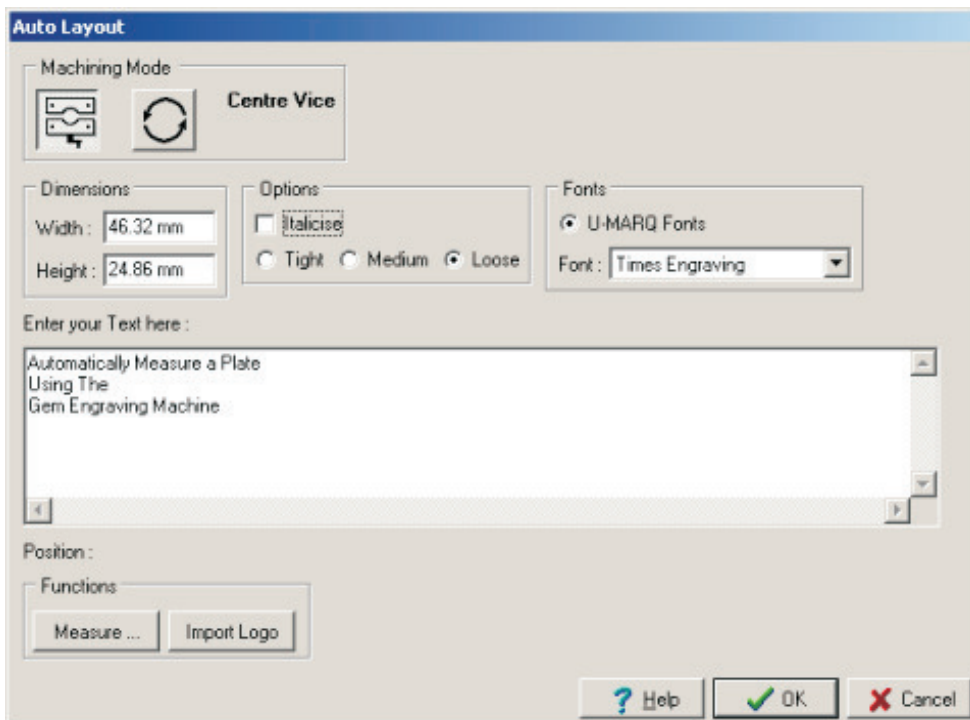 Auto Layout
Machining Mode
Centre Vice
Dimensions
Width : 46.32 mm
Height : 24.86 mm
Options
Italicise
Tight Medium Loose
Fonts
U-MARQ Fonts
Font : Times Engraving
Enter your Text here :
Automatically Measure a Plate
Using The
Gem Engraving Machine
Position :
Functions
Measure ... Import Logo
? Help OK Cancel